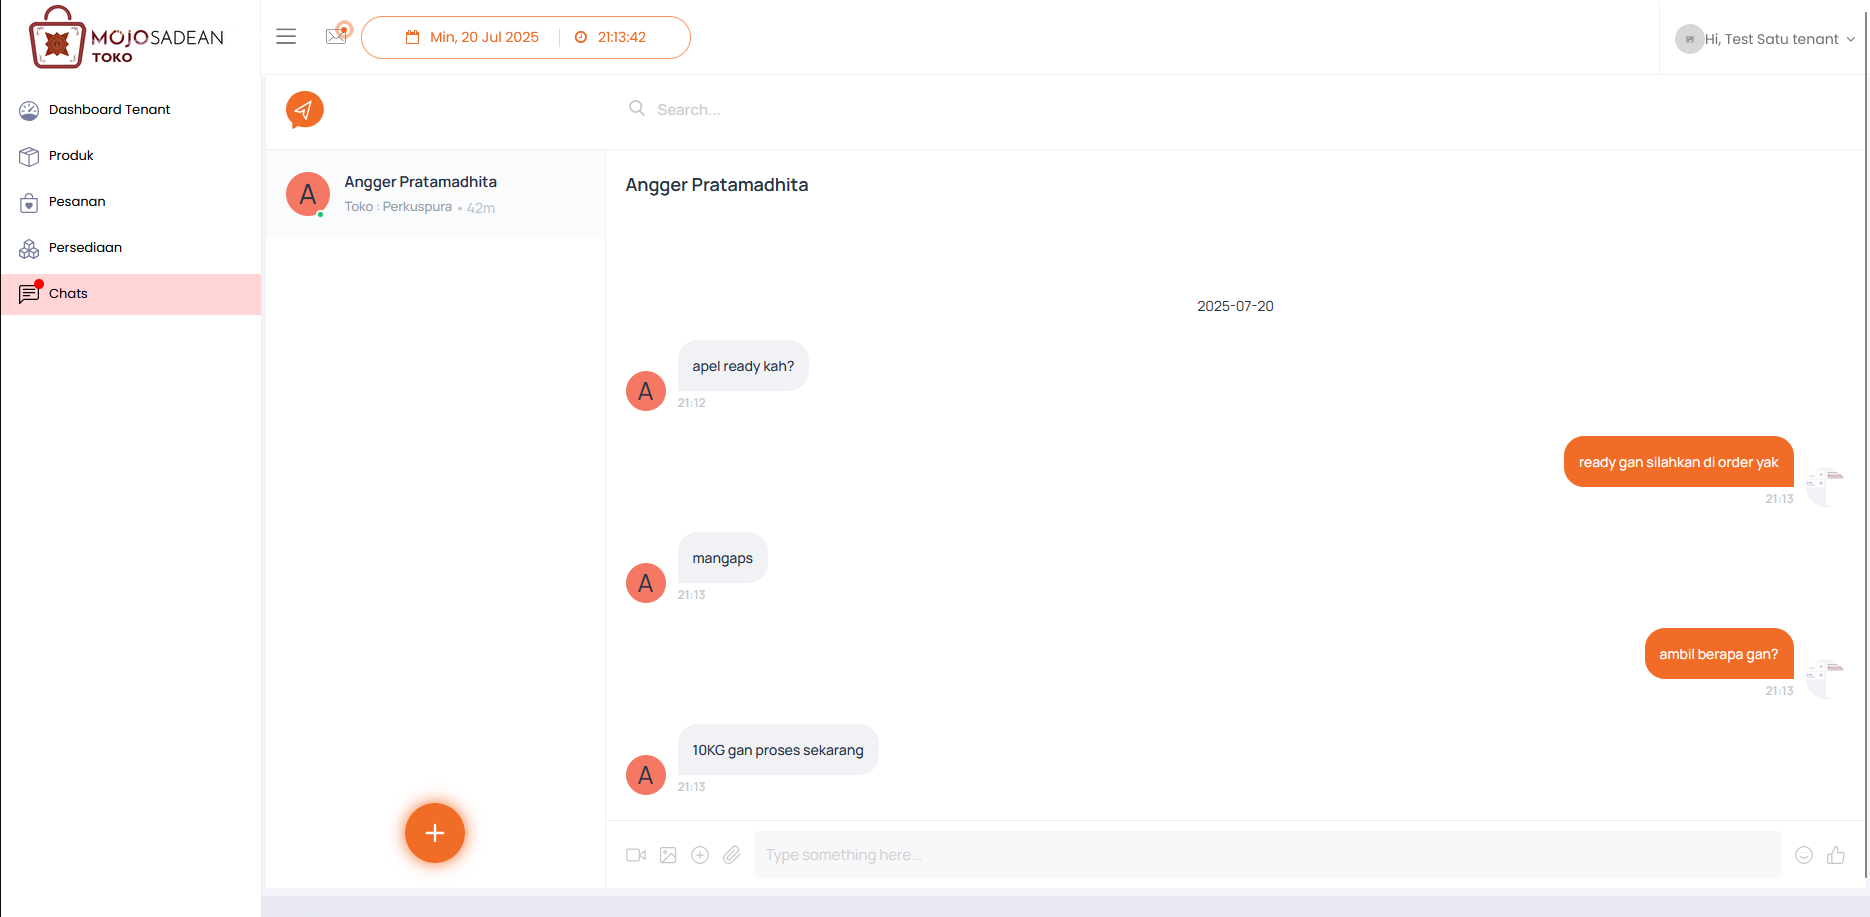 MOJOSADEAN
TOKO
Min, 20 Jul 2025
21:13:42
Hi, Test Satu tenant
Dashboard Tenant
Produk
Pesanan
Persediaan
Chats
Search...
A
Angger Pratamadhita
Toko : Perkuspura • 42m
Angger Pratamadhita
2025-07-20
apel ready kah?
A
21:12
ready gan silahkan di order yak
21:13
mangaps
A
21:13
ambil berapa gan?
21:13
10KG gan proses sekarang
A
21:13
Type something here...